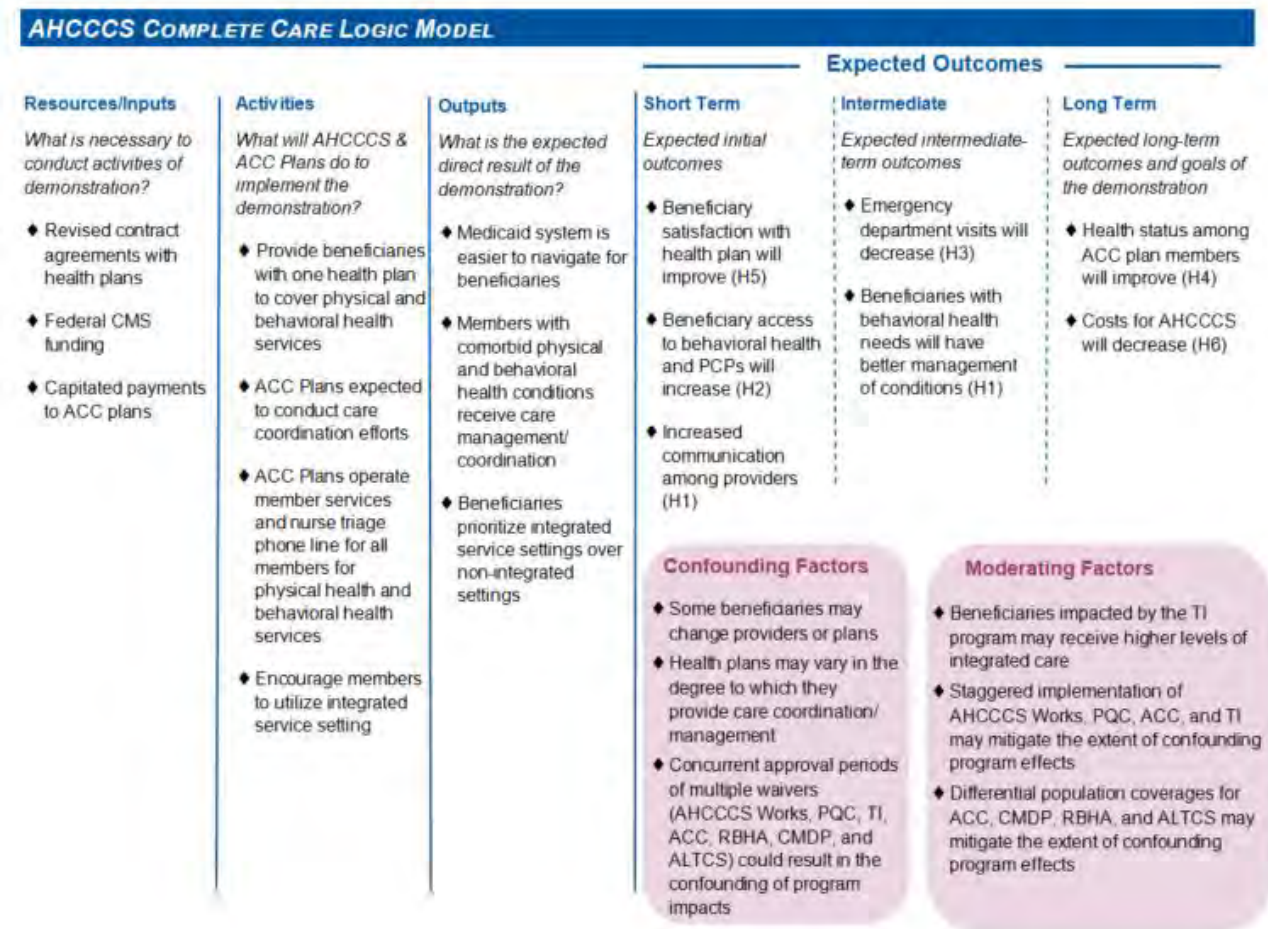 AHCCCS COMPLETE CARE LOGIC MODEL
Expected Outcomes
Resources/Inputs
What is necessary to
conduct activities of
demonstration?
♦ Revised contract
agreements with
health plans
♦ Federal CMS
funding
♦ Capitated payments
to ACC plans
Activities
What will AHCCCS &
ACC Plans do to
implement the
demonstration?
♦ Provide beneficiaries
with one health plan
to cover physical and
behavioral health
services
♦ ACC Plans expected
to conduct care
coordination efforts
♦ ACC Plans operate
member services
and nurse triage
phone line for all
members for
physical health and
behavioral health
services
♦ Encourage members
to utilize integrated
service setting
Outputs
What is the expected
direct result of the
demonstration?
♦ Medicaid system is
easier to navigate for
beneficiaries
♦ Members with
comorbid physical
and behavioral
health conditions
receive care
management/
coordination
♦ Beneficiaries
prioritize integrated
service settings over
non-integrated
settings
Short Term
Expected initial
outcomes
♦ Beneficiary
satisfaction with
health plan will
improve (H5)
♦ Beneficiary access
to behavioral health
and PCPs will
increase (H2)
♦ Increased
communication
among providers
(H1)
Intermediate
Expected intermediate-
term outcomes
♦ Emergency
department visits will
decrease (H3)
♦ Beneficiaries with
behavioral health
needs will have
better management
of conditions (H1)
Long Term
Expected long-term
outcomes and goals of
the demonstration
♦ Health status among
ACC plan members
will improve (H4)
♦ Costs for AHCCCS
will decrease (H6)
Confounding Factors
♦ Some beneficiaries may
change providers or plans
♦ Health plans may vary in the
degree to which they
provide care coordination/
management
♦ Concurrent approval periods
of multiple waivers
(AHCCCS Works, PQC, TI,
ACC, RBHA, CMDP, and
ALTCS) could result in the
confounding of program
impacts
Moderating Factors
♦ Beneficiaries impacted by the TI
program may receive higher levels of
integrated care
♦ Staggered implementation of
AHCCCS Works, PQC, ACC, and TI
may mitigate the extent of confounding
program effects
♦ Differential population coverages for
ACC, CMDP, RBHA, and ALTCS may
mitigate the extent of confounding
program effects